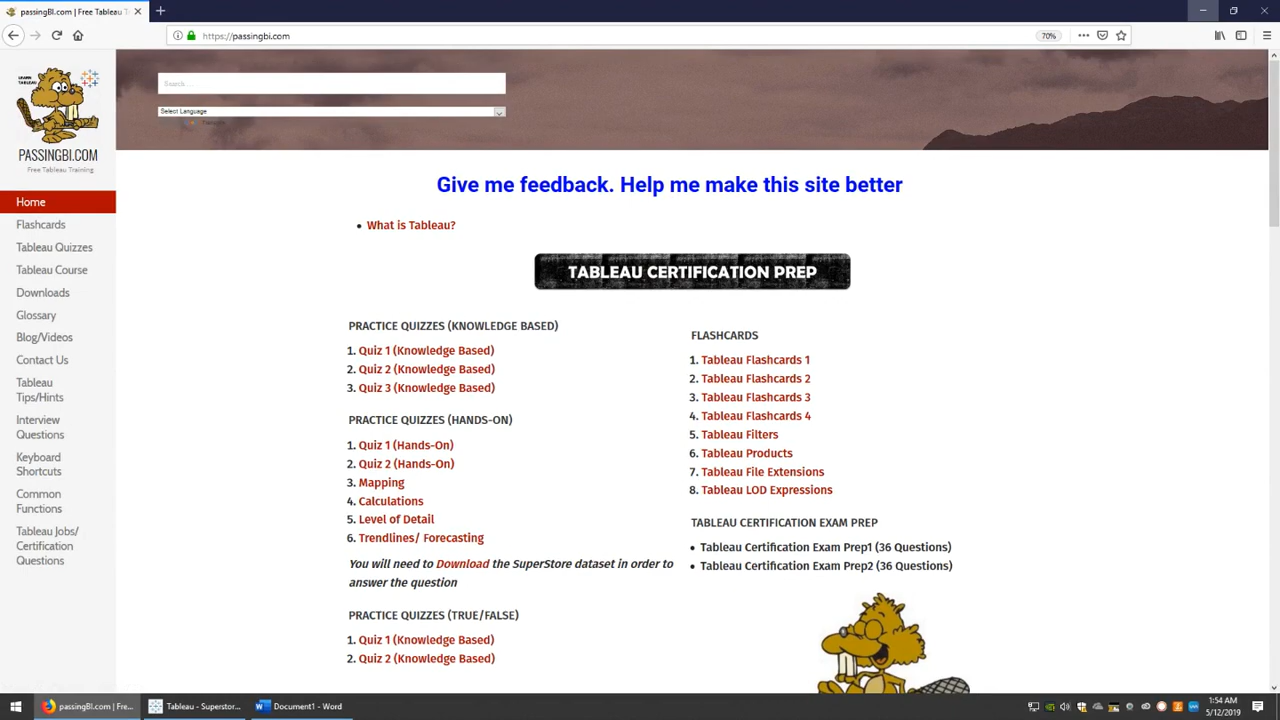 passingBI.com | Free Tableau T
https://passingbi.com
70%
LEARN
TABLEAU
PASSINGBI.COM
Free Tableau Training
Search...
Select Language
Home
Flashcards
Tableau Quizzes
Tableau Course
Downloads
Glossary
Blog/Videos
Contact Us
Tableau
Tips/Hints
Interview
Questions
Keyboard
Shortcuts
Common
Functions
Tableau Jobs/
Certification
Questions
Give me feedback. Help me make this site better
• What is Tableau?
TABLEAU CERTIFICATION PREP
PRACTICE QUIZZES (KNOWLEDGE BASED)
1. Quiz 1 (Knowledge Based)
2. Quiz 2 (Knowledge Based)
3. Quiz 3 (Knowledge Based)
PRACTICE QUIZZES (HANDS-ON)
1. Quiz 1 (Hands-On)
2. Quiz 2 (Hands-On)
3. Mapping
4. Calculations
5. Level of Detail
6. Trendlines/ Forecasting
You will need to Download the SuperStore dataset in order to
answer the question
PRACTICE QUIZZES (TRUE/FALSE)
1. Quiz 1 (Knowledge Based)
2. Quiz 2 (Knowledge Based)
FLASHCARDS
1. Tableau Flashcards 1
2. Tableau Flashcards 2
3. Tableau Flashcards 3
4. Tableau Flashcards 4
5. Tableau Filters
6. Tableau Products
7. Tableau File Extensions
8. Tableau LOD Expressions
TABLEAU CERTIFICATION EXAM PREP
• Tableau Certification Exam Prep1 (36 Questions)
• Tableau Certification Exam Prep2 (36 Questions)
passingBI.com | Free...
Tableau - Superstor...
Document1 - Word
1:54 AM
5/12/2019